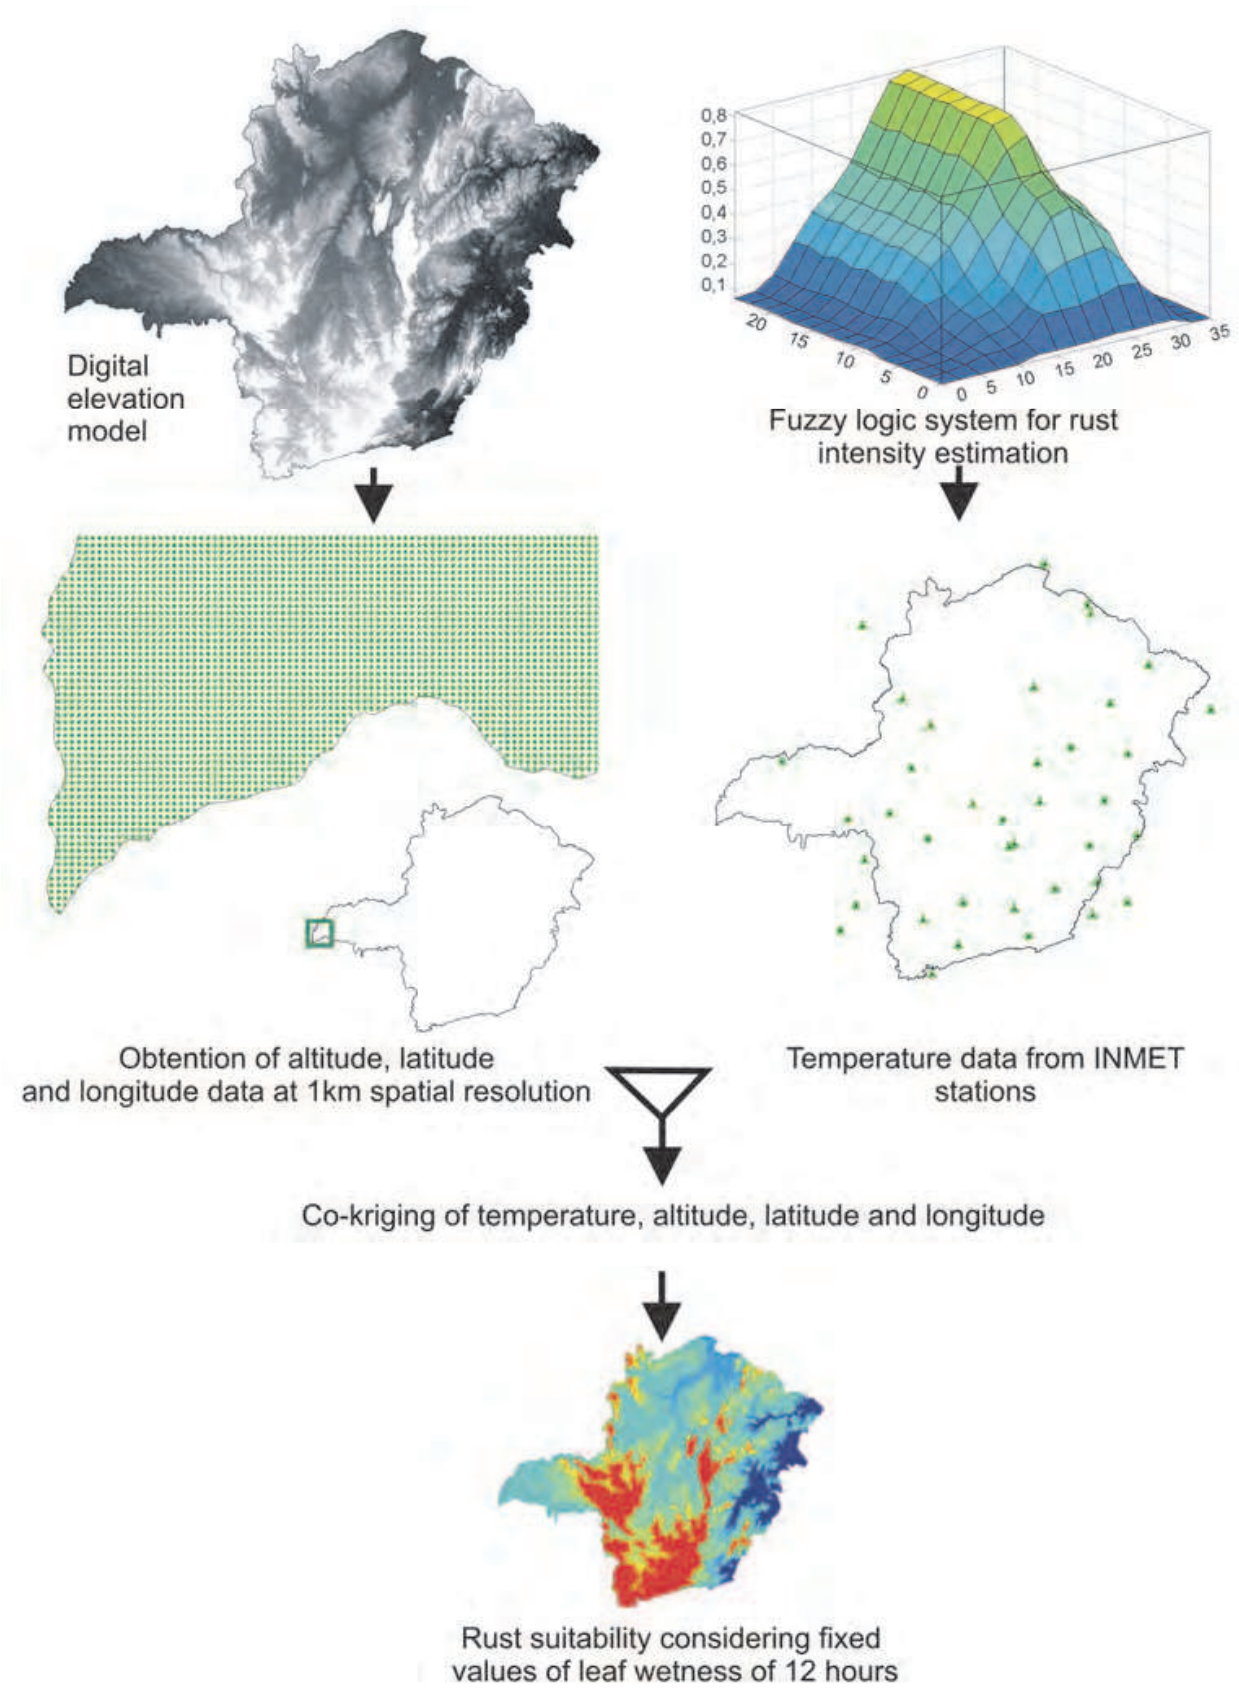 Digital
elevation
model
0,8
0,7
0,6
0,5
0,4
0,3
0,2
0,1
20
15
10
5
0
0
5
10
15
20
25
30
35
Fuzzy logic system for rust
intensity estimation
Obtention of altitude, latitude
and longitude data at 1km spatial resolution
Temperature data from INMET
stations
Co-kriging of temperature, altitude, latitude and longitude
Rust suitability considering fixed
values of leaf wetness of 12 hours